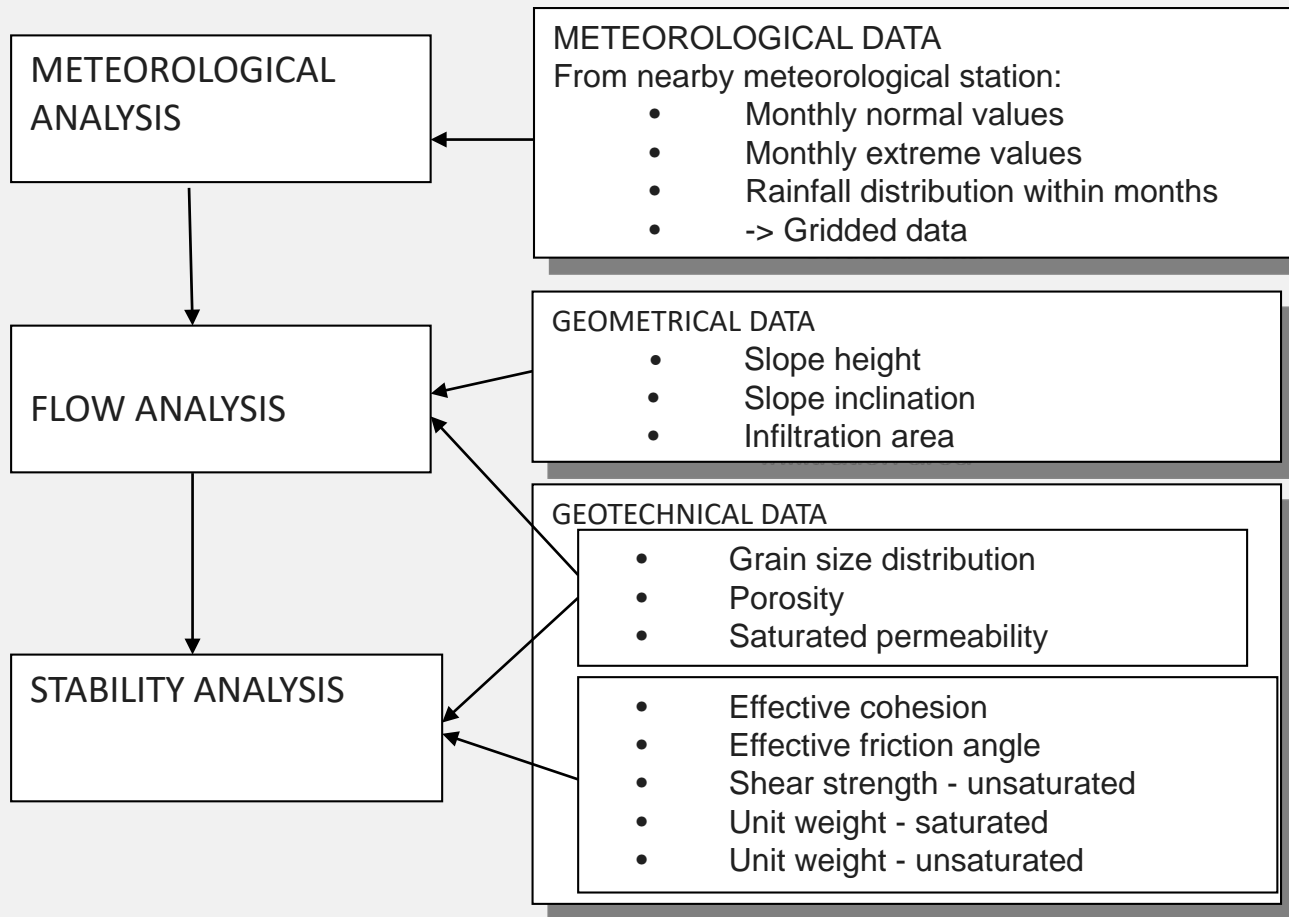 METEOROLOGICAL
ANALYSIS
METEOROLOGICAL DATA
From nearby meteorological station:
• Monthly normal values
• Monthly extreme values
• Rainfall distribution within months
• -> Gridded data
FLOW ANALYSIS
GEOMETRICAL DATA
• Slope height
• Slope inclination
• Infiltration area
GEOTECHNICAL DATA
• Grain size distribution
• Porosity
• Saturated permeability
STABILITY ANALYSIS
• Effective cohesion
• Effective friction angle
• Shear strength - unsaturated
• Unit weight - saturated
• Unit weight - unsaturated